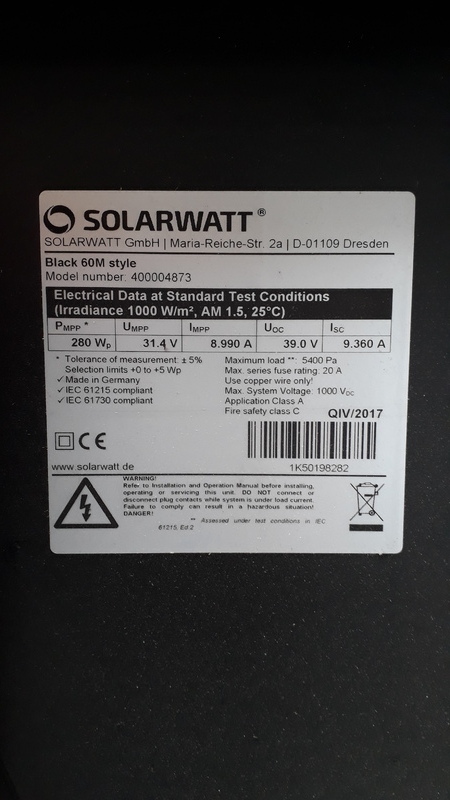 SOLARWATT®
SOLARWATT GmbH | Maria-Reiche-Str. 2a | D-01109 Dresden
Black 60M style
Model number: 400004873
Electrical Data at Standard Test Conditions
(Irradiance 1000 W/m², AM 1.5, 25°C)
PMPP * UMPP IMPP UOC ISC
280 Wp 31.4 V 8.990 A 39.0 V 9.360 A
* Tolerance of measurement: ± 5%
Selection limits +0 to +5 Wp
✓Made in Germany
✓IEC 61215 compliant
✓IEC 61730 compliant
Maximum load **: 5400 Pa
Max. series fuse rating: 20 A
Use copper wire only!
Max. System Voltage: 1000 VDC
Application Class A
Fire safety class C
QIV/2017
CE
www.solarwatt.de
1K50198282
WARNING!
Refer to Installation and Operation Manual before installing,
operating or servicing this unit. DO NOT connect or
disconnect plug contacts while system is under load current.
Failure to comply can result in a hazardous situation!
DANGER!
** Assessed under test conditions in IEC
61215, Ed.2